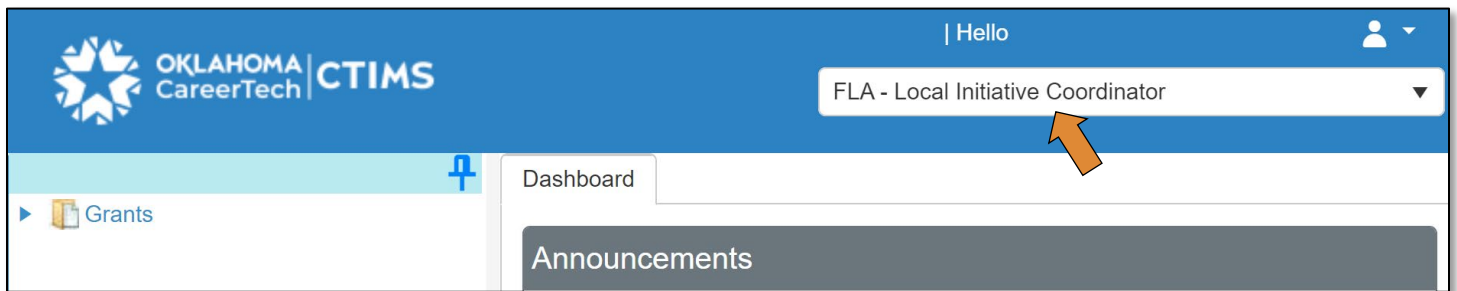 | Hello
OKLAHOMA
CareerTech | CTIMS
FLA - Local Initiative Coordinator
Grants
Dashboard
Announcements